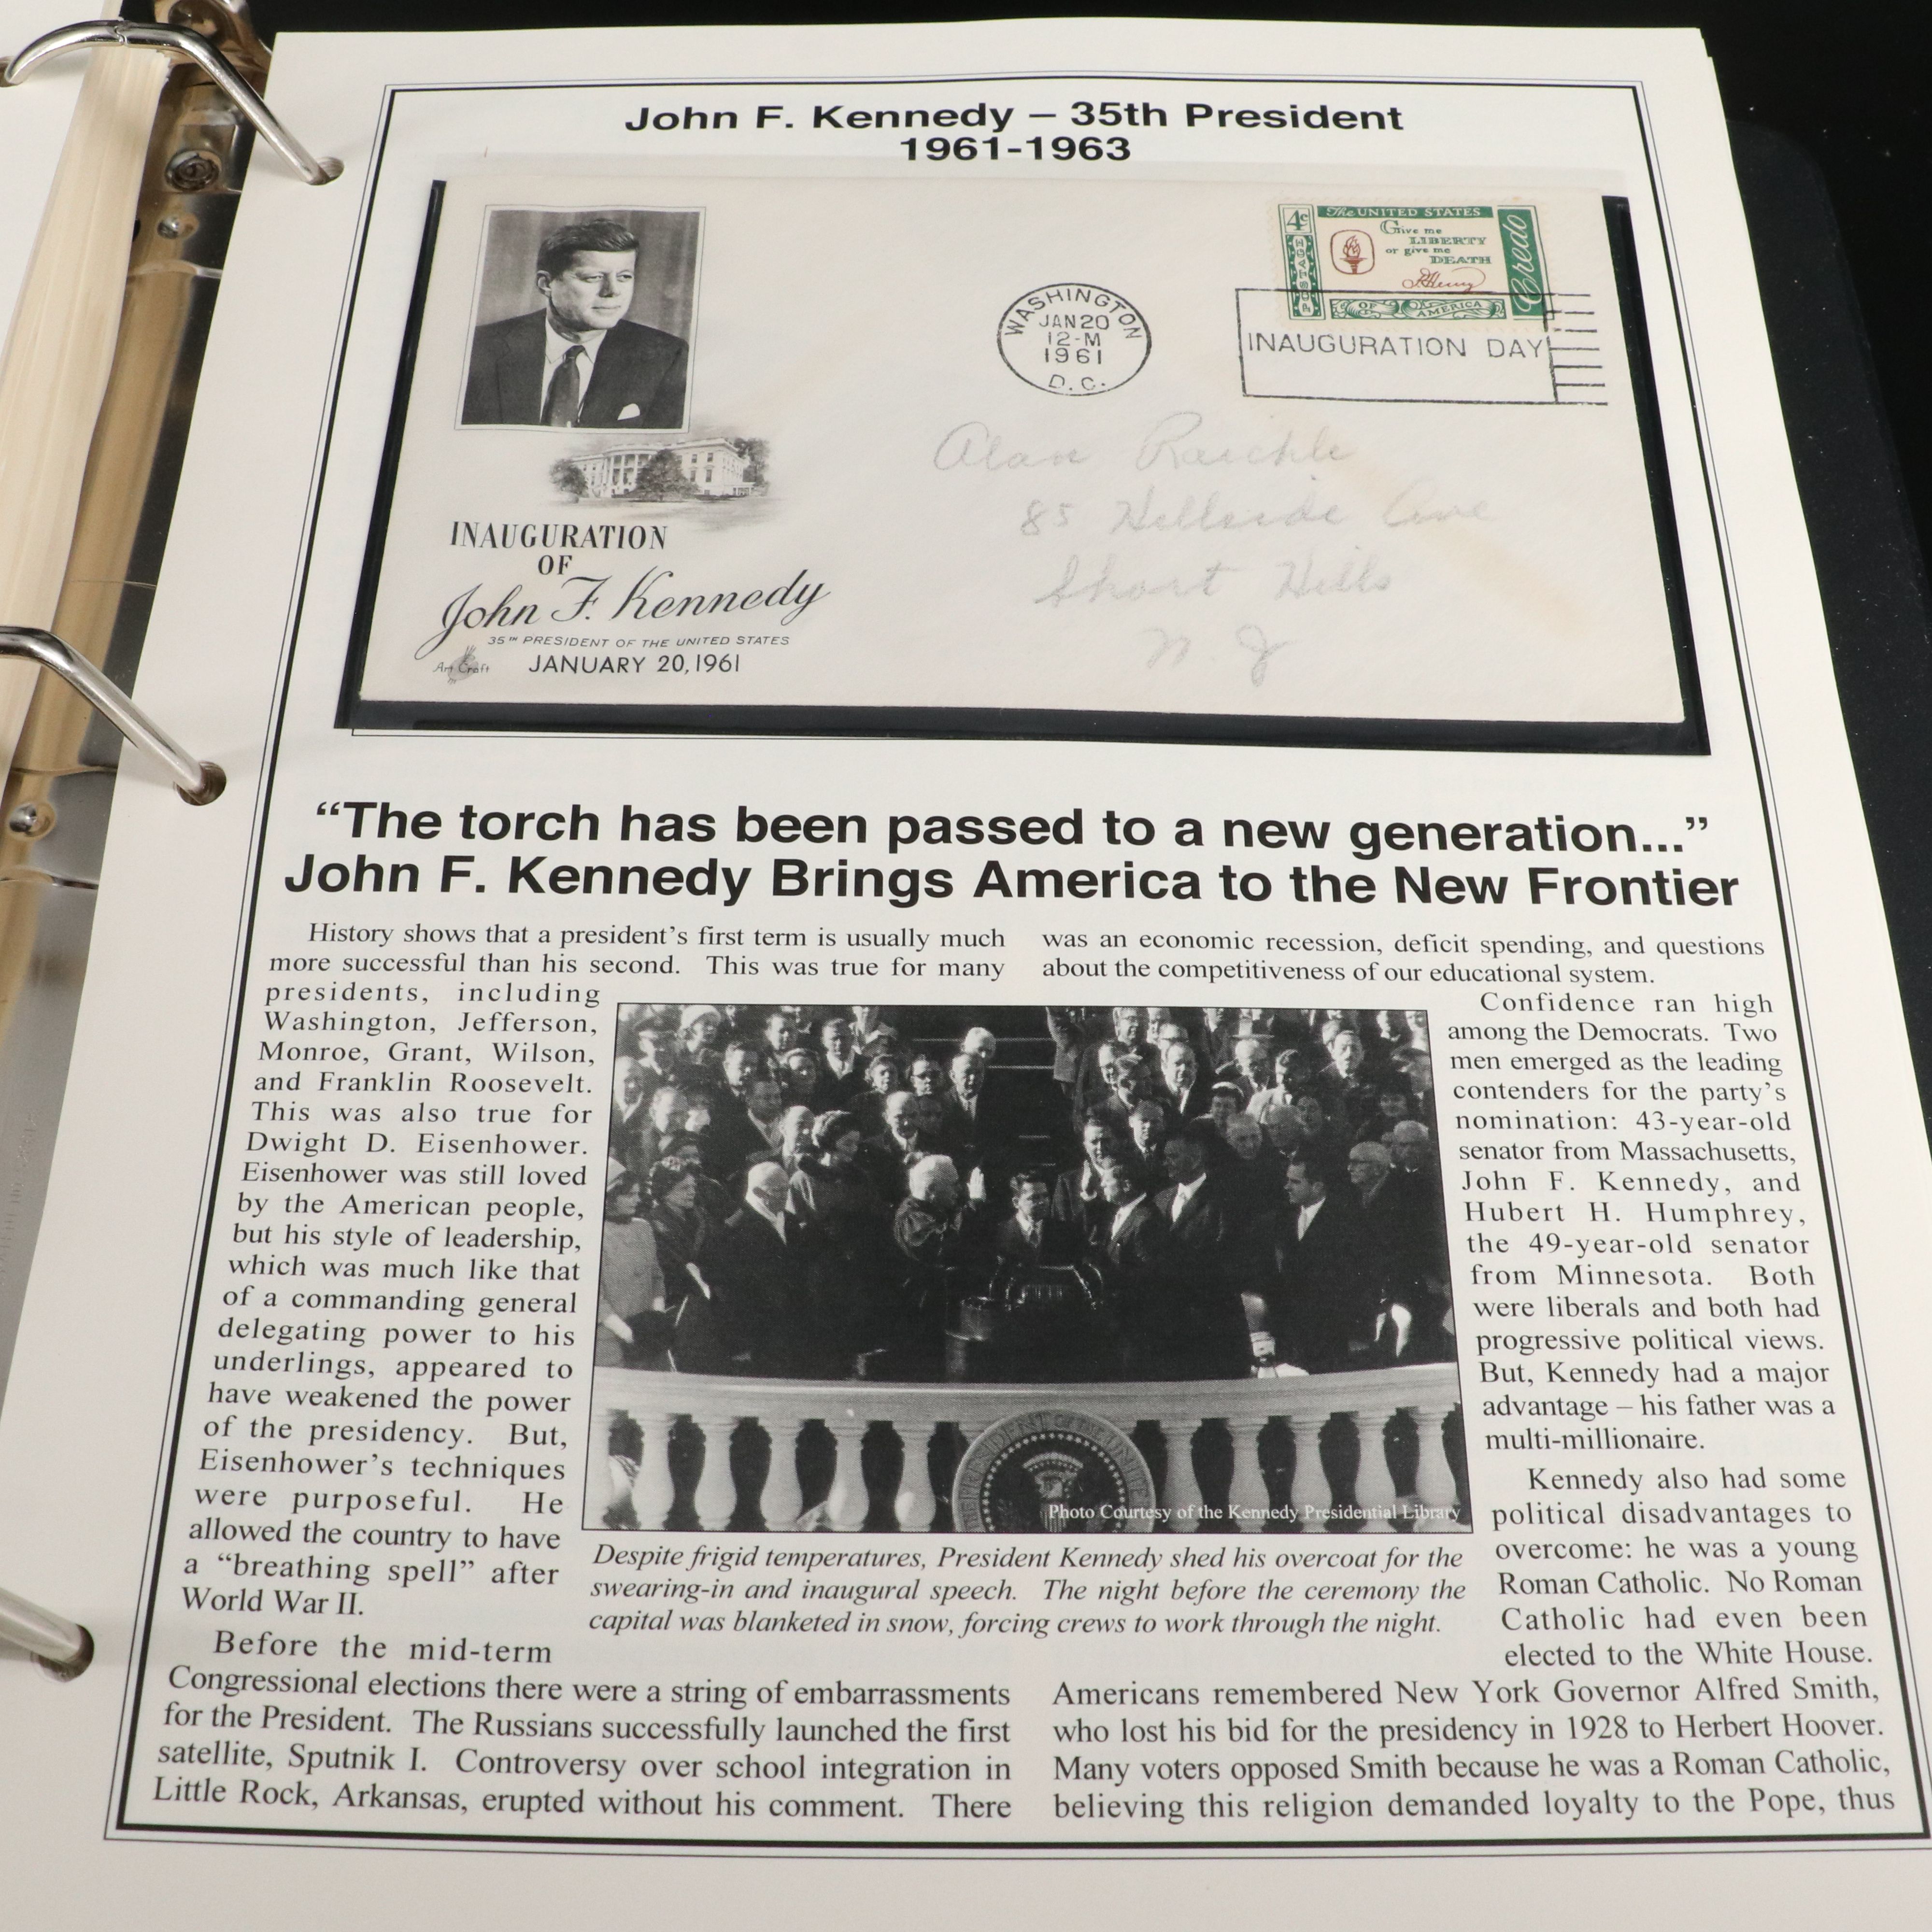 John F. Kennedy – 35th President
1961-1963
4¢
The UNITED STATES
Give me
LIBERTY
or give me
DEATH
P Henry
Credo
OF
AMERICA
WASHINGTON
JAN 20
12-M
1961
D.C.
INAUGURATION DAY
Alan
85 Hillside Ave
Short Hills
N. J
INAUGURATION
OF
John F. Kennedy
35TH PRESIDENT OF THE UNITED STATES
Art Craft
JANUARY 20, 1961
“The torch has been passed to a new generation...”
John F. Kennedy Brings America to the New Frontier
History shows that a president’s first term is usually much
more successful than his second. This was true for many
presidents, including
Washington, Jefferson,
Monroe, Grant, Wilson,
and Franklin Roosevelt.
This was also true for
Dwight D. Eisenhower.
Eisenhower was still loved
by the American people,
but his style of leadership,
which was much like that
of a commanding general
delegating power to his
underlings, appeared to
have weakened the power
of the presidency. But,
Eisenhower’s techniques
were purposeful. He
allowed the country to have
a “breathing spell” after
World War II.
Before the mid-term
Congressional elections there were a string of embarrassments
for the President. The Russians successfully launched the first
satellite, Sputnik I. Controversy over school integration in
Little Rock, Arkansas, erupted without his comment. There
Photo Courtesy of the Kennedy Presidential Library
Despite frigid temperatures, President Kennedy shed his overcoat for the
swearing-in and inaugural speech. The night before the ceremony the
capital was blanketed in snow, forcing crews to work through the night.
was an economic recession, deficit spending, and questions
about the competitiveness of our educational system.
Confidence ran high
among the Democrats. Two
men emerged as the leading
contenders for the party’s
nomination: 43-year-old
senator from Massachusetts,
John F. Kennedy, and
Hubert H. Humphrey,
the 49-year-old senator
from Minnesota. Both
were liberals and both had
progressive political views.
But, Kennedy had a major
advantage – his father was a
multi-millionaire.
Kennedy also had some
political disadvantages to
overcome: he was a young
Roman Catholic. No Roman
Catholic had even been
elected to the White House.
Americans remembered New York Governor Alfred Smith,
who lost his bid for the presidency in 1928 to Herbert Hoover.
Many voters opposed Smith because he was a Roman Catholic,
believing this religion demanded loyalty to the Pope, thus